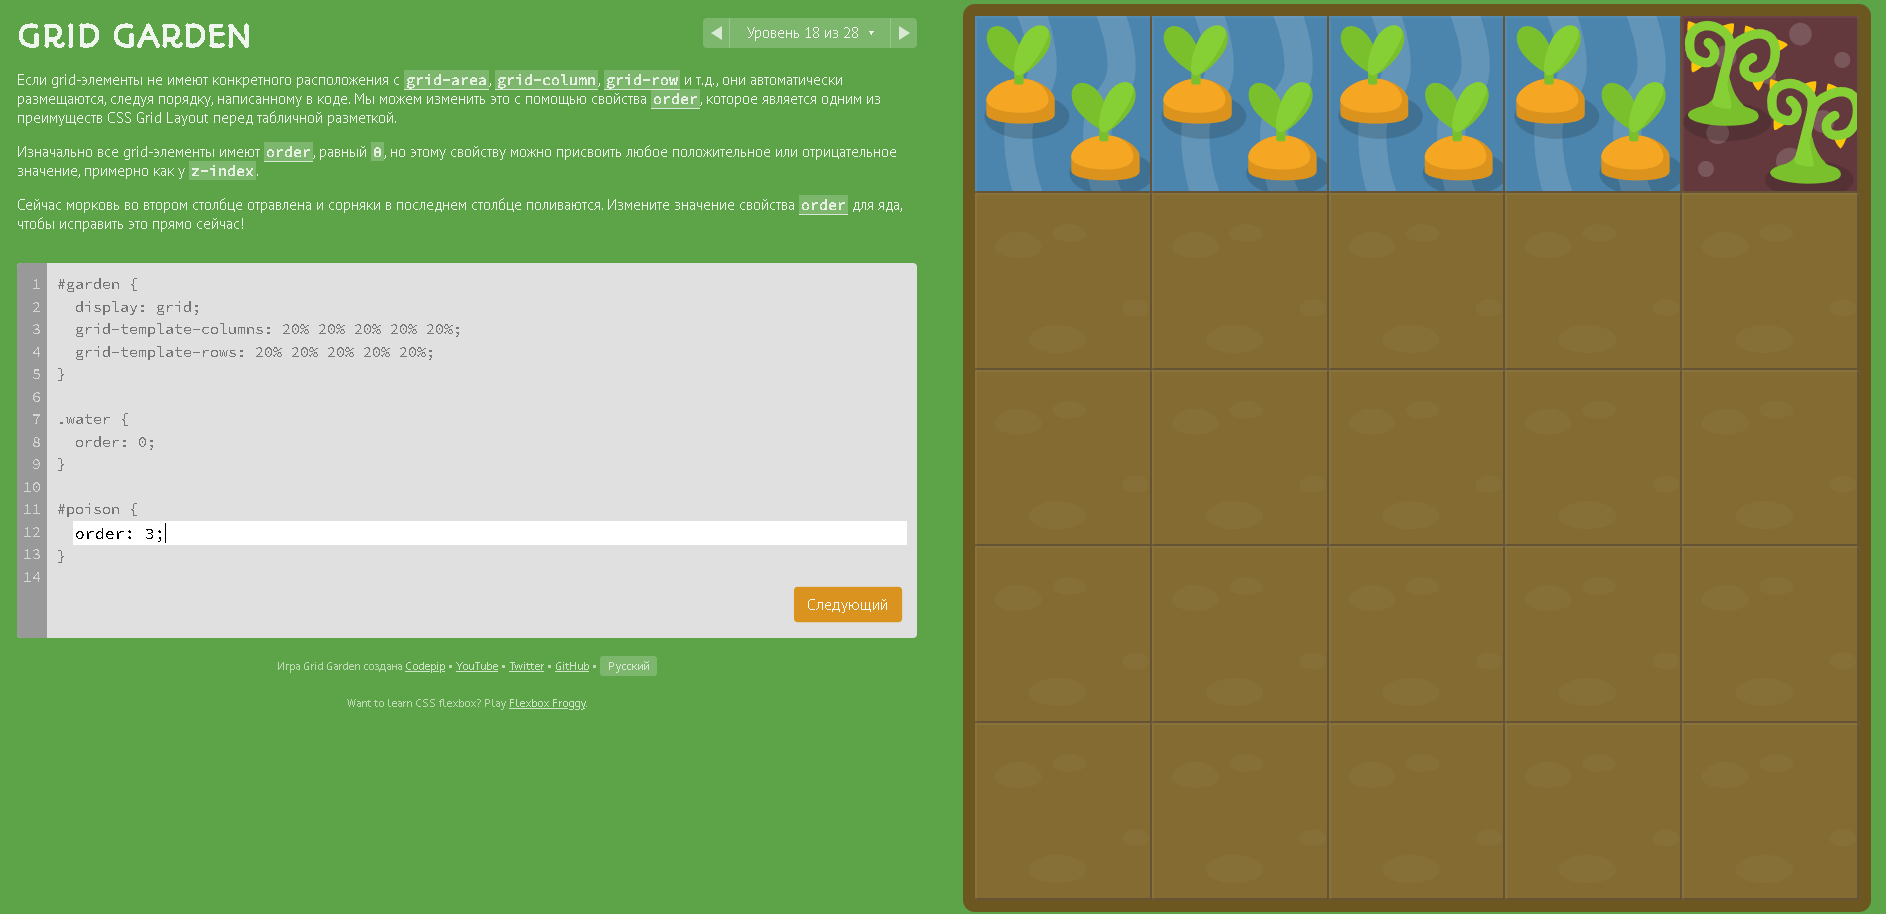 GRID GARDEN
Уровень 18 из 28
Если grid-элементы не имеют конкретного расположения с grid-area, grid-column, grid-row и т.д., они автоматически
размещаются, следуя порядку, написанному в коде. Мы можем изменить это с помощью свойства order, которое является одним из
преимуществ CSS Grid Layout перед табличной разметкой.
Изначально все grid-элементы имеют order, равный 0, но этому свойству можно присвоить любое положительное или отрицательное
значение, примерно как у z-index.
Сейчас морковь во втором столбце отравлена и сорняки в последнем столбце поливаются. Измените значение свойства order для яда,
чтобы исправить это прямо сейчас!
1 #garden {
2 display: grid;
3 grid-template-columns: 20% 20% 20% 20% 20%;
4 grid-template-rows: 20% 20% 20% 20% 20%;
5 }
6
7 .water {
8 order: 0;
9 }
10
11 #poison {
12 order: 3;
13 }
14
Следующий
Игра Grid Garden создана Codepip • YouTube • Twitter • GitHub • Русский
Want to learn CSS flexbox? Play Flexbox Froggy.